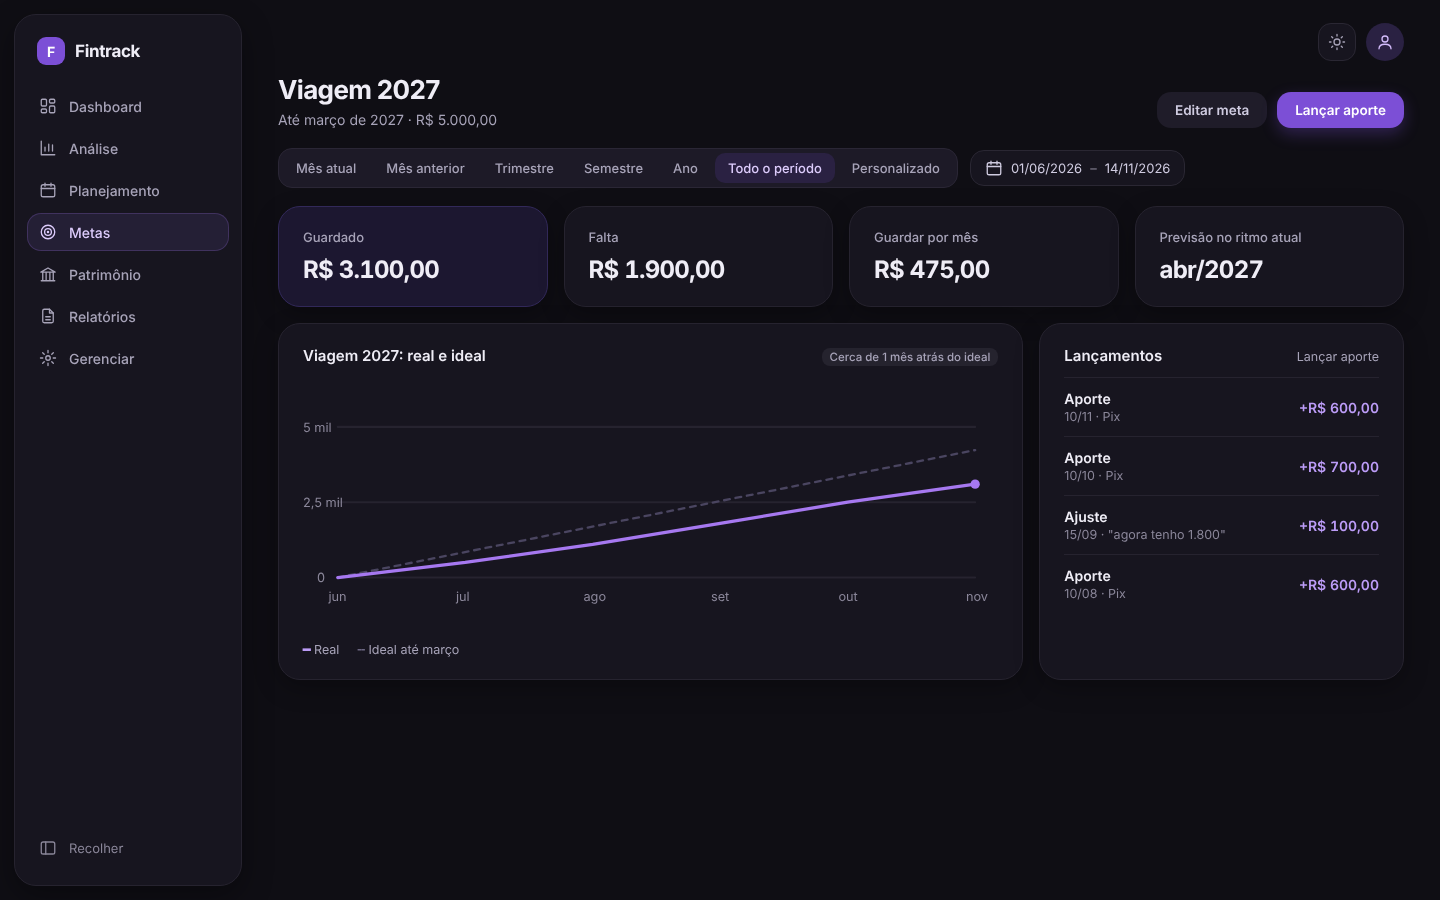 F Fintrack
Dashboard
Análise
Planejamento
Metas
Patrimônio
Relatórios
Gerenciar
Recolher
Viagem 2027
Até março de 2027 · R$ 5.000,00
Editar meta
Lançar aporte
Mês atual Mês anterior Trimestre Semestre Ano Todo o período Personalizado
01/06/2026 – 14/11/2026
Guardado
R$ 3.100,00
Falta
R$ 1.900,00
Guardar por mês
R$ 475,00
Previsão no ritmo atual
abr/2027
Viagem 2027: real e ideal
Cerca de 1 mês atrás do ideal
5 mil
2,5 mil
0
jun jul ago set out nov
Real Ideal até março
Lançamentos
Lançar aporte
Aporte
10/11 · Pix
+R$ 600,00
Aporte
10/10 · Pix
+R$ 700,00
Ajuste
15/09 · "agora tenho 1.800"
+R$ 100,00
Aporte
10/08 · Pix
+R$ 600,00